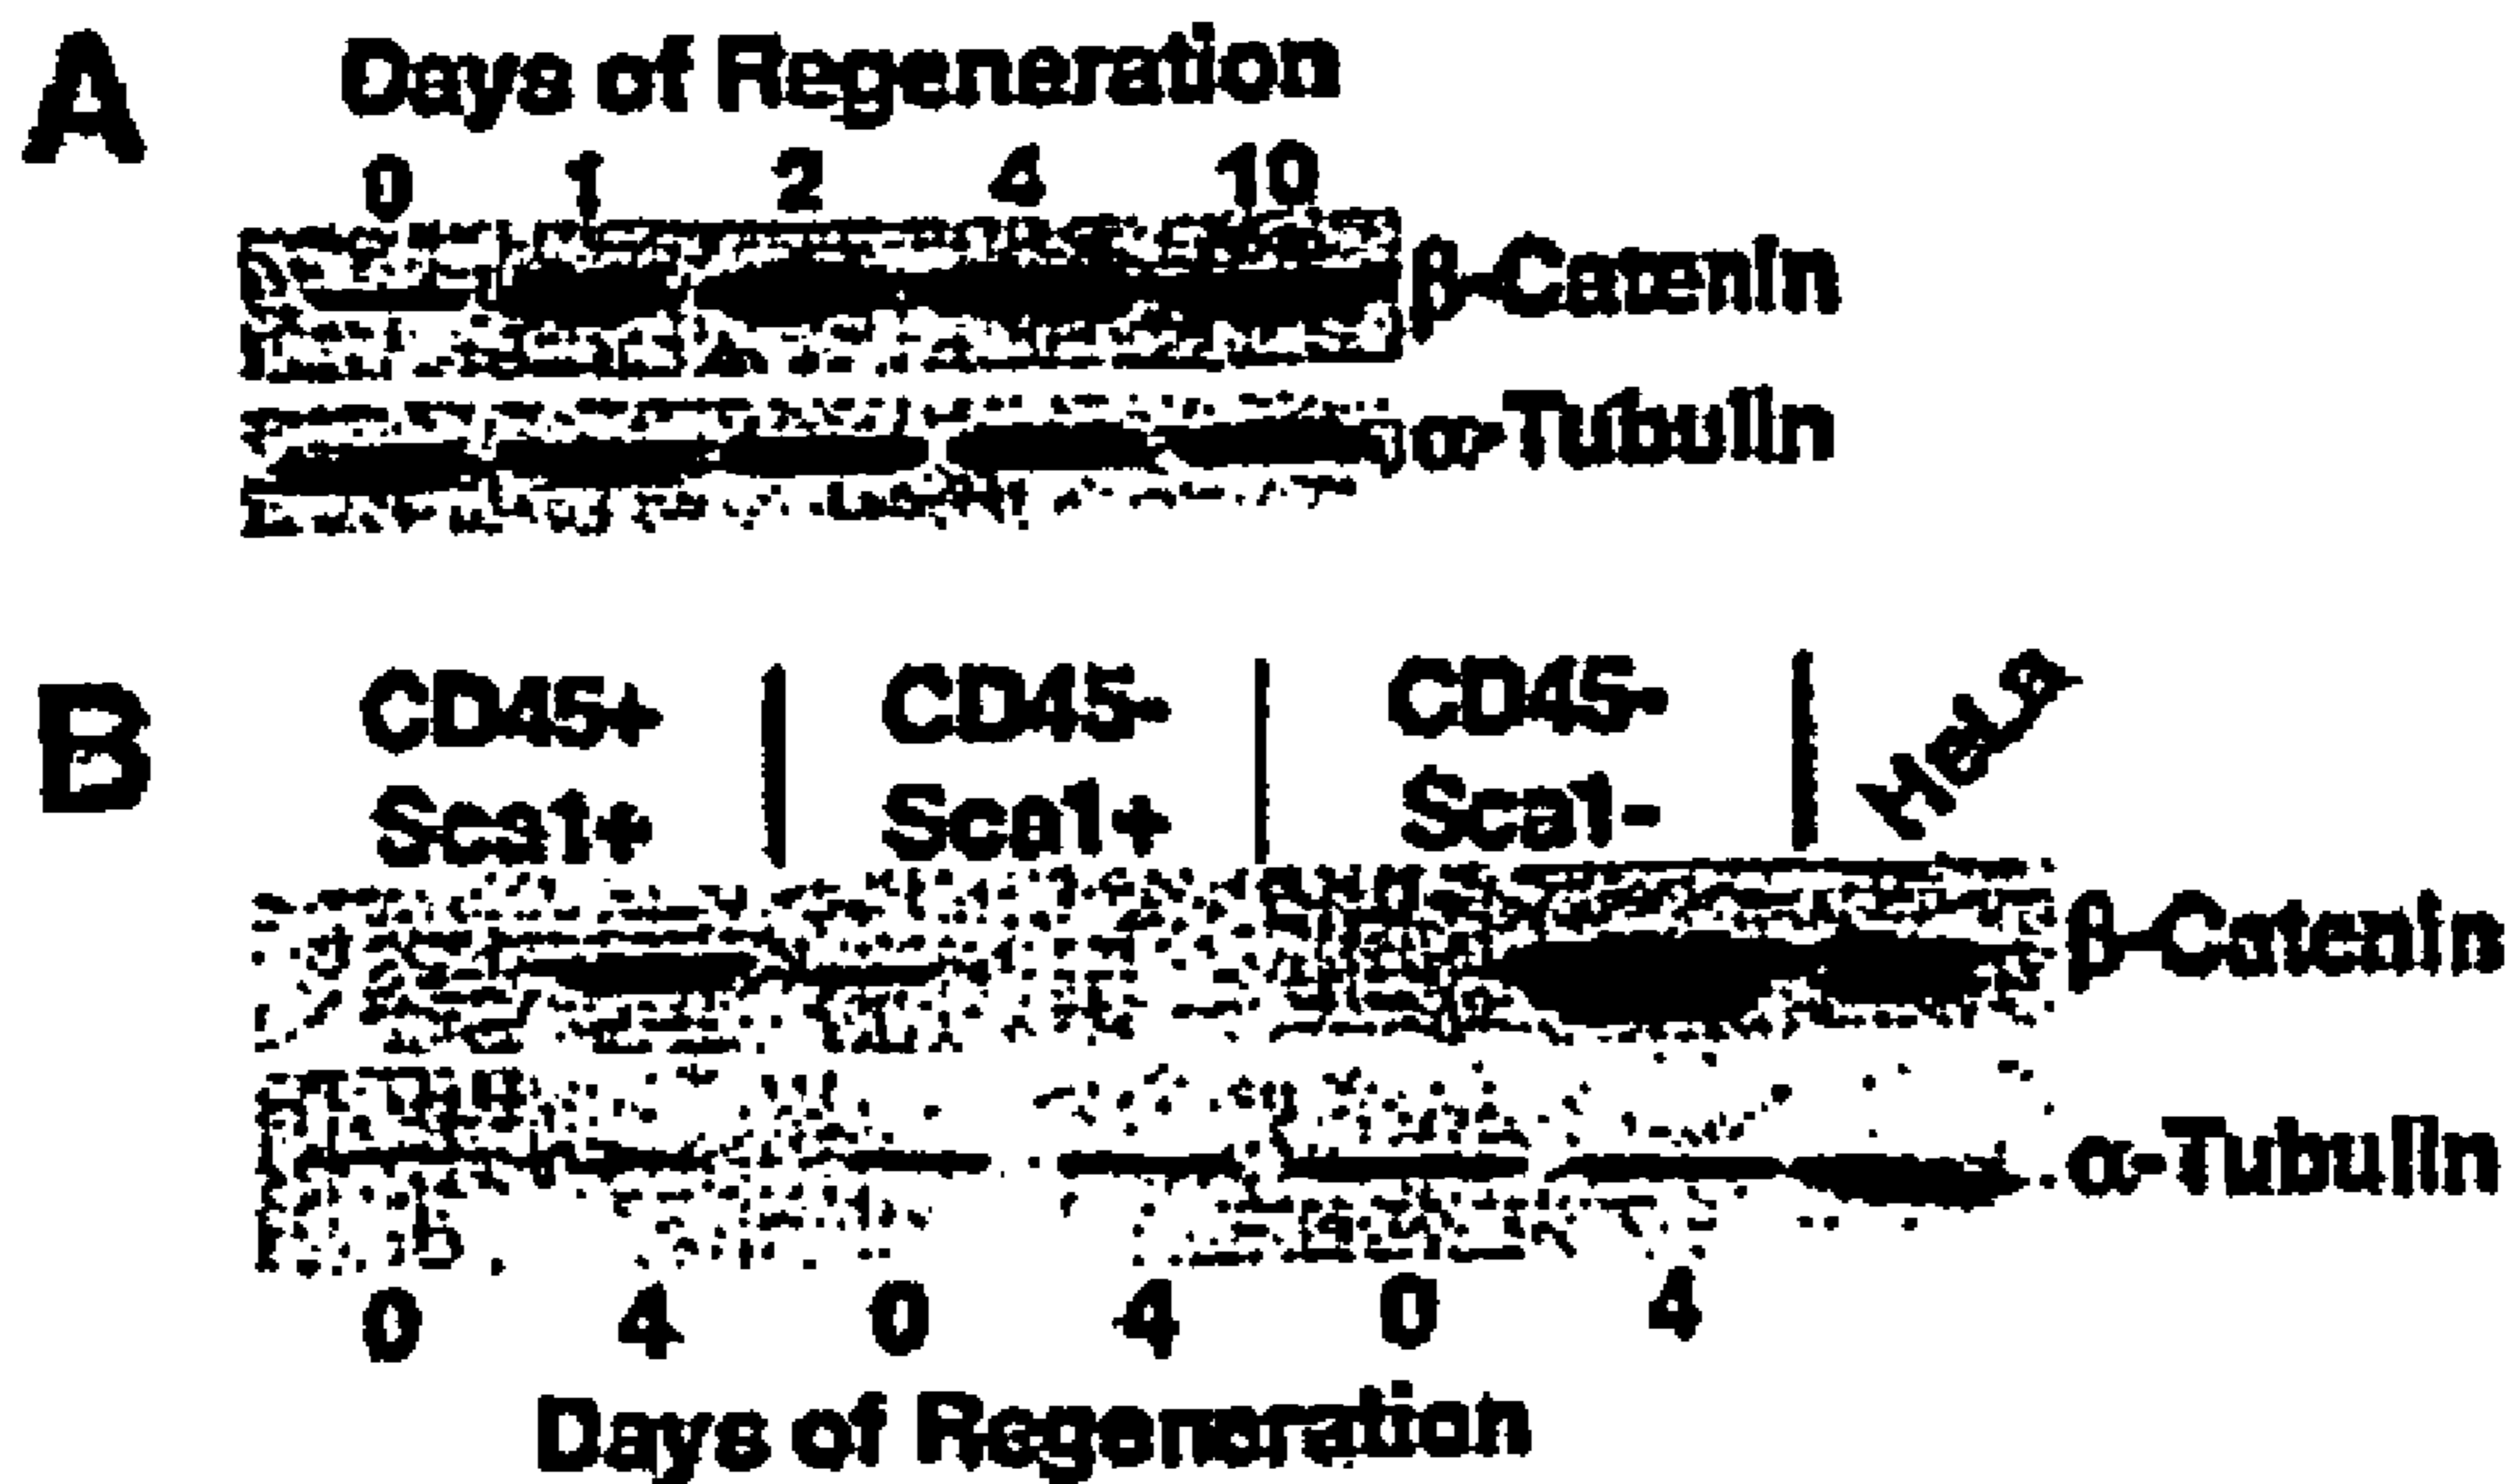 A
Days of Regeneration
0 1 2 4 10
β-Catenin
α-Tubulin
B
CD45+ | CD45- | CD45- | HeLa
Sca1+ | Sca1+ | Sca1-
β-Catenin
α-Tubulin
0 4 0 4 0 4
Days of Regeneration